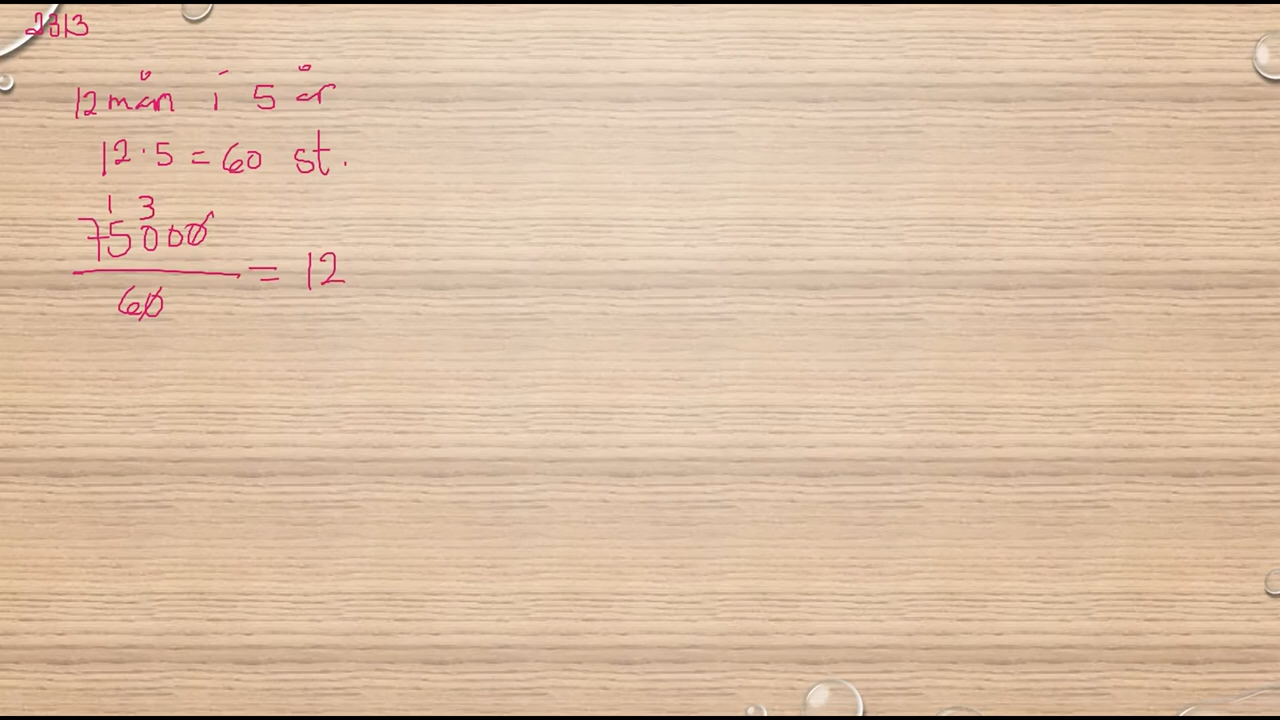 2313
12 mån i 5 år
12·5 = 60 st.
1 3
75000
60
= 12